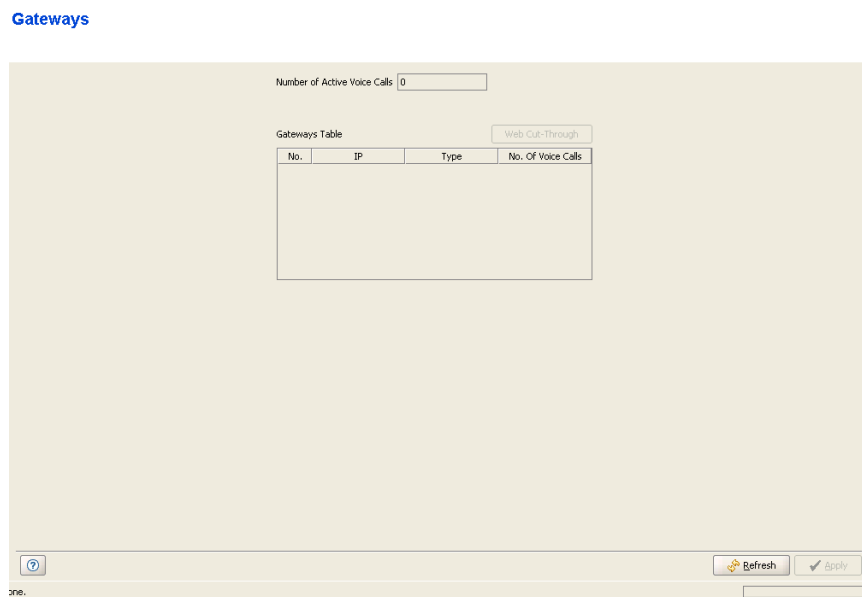 Gateways
Number of Active Voice Calls 0
Gateways Table Web Cut-Through
No. IP Type No. Of Voice Calls
? Refresh Apply
one.